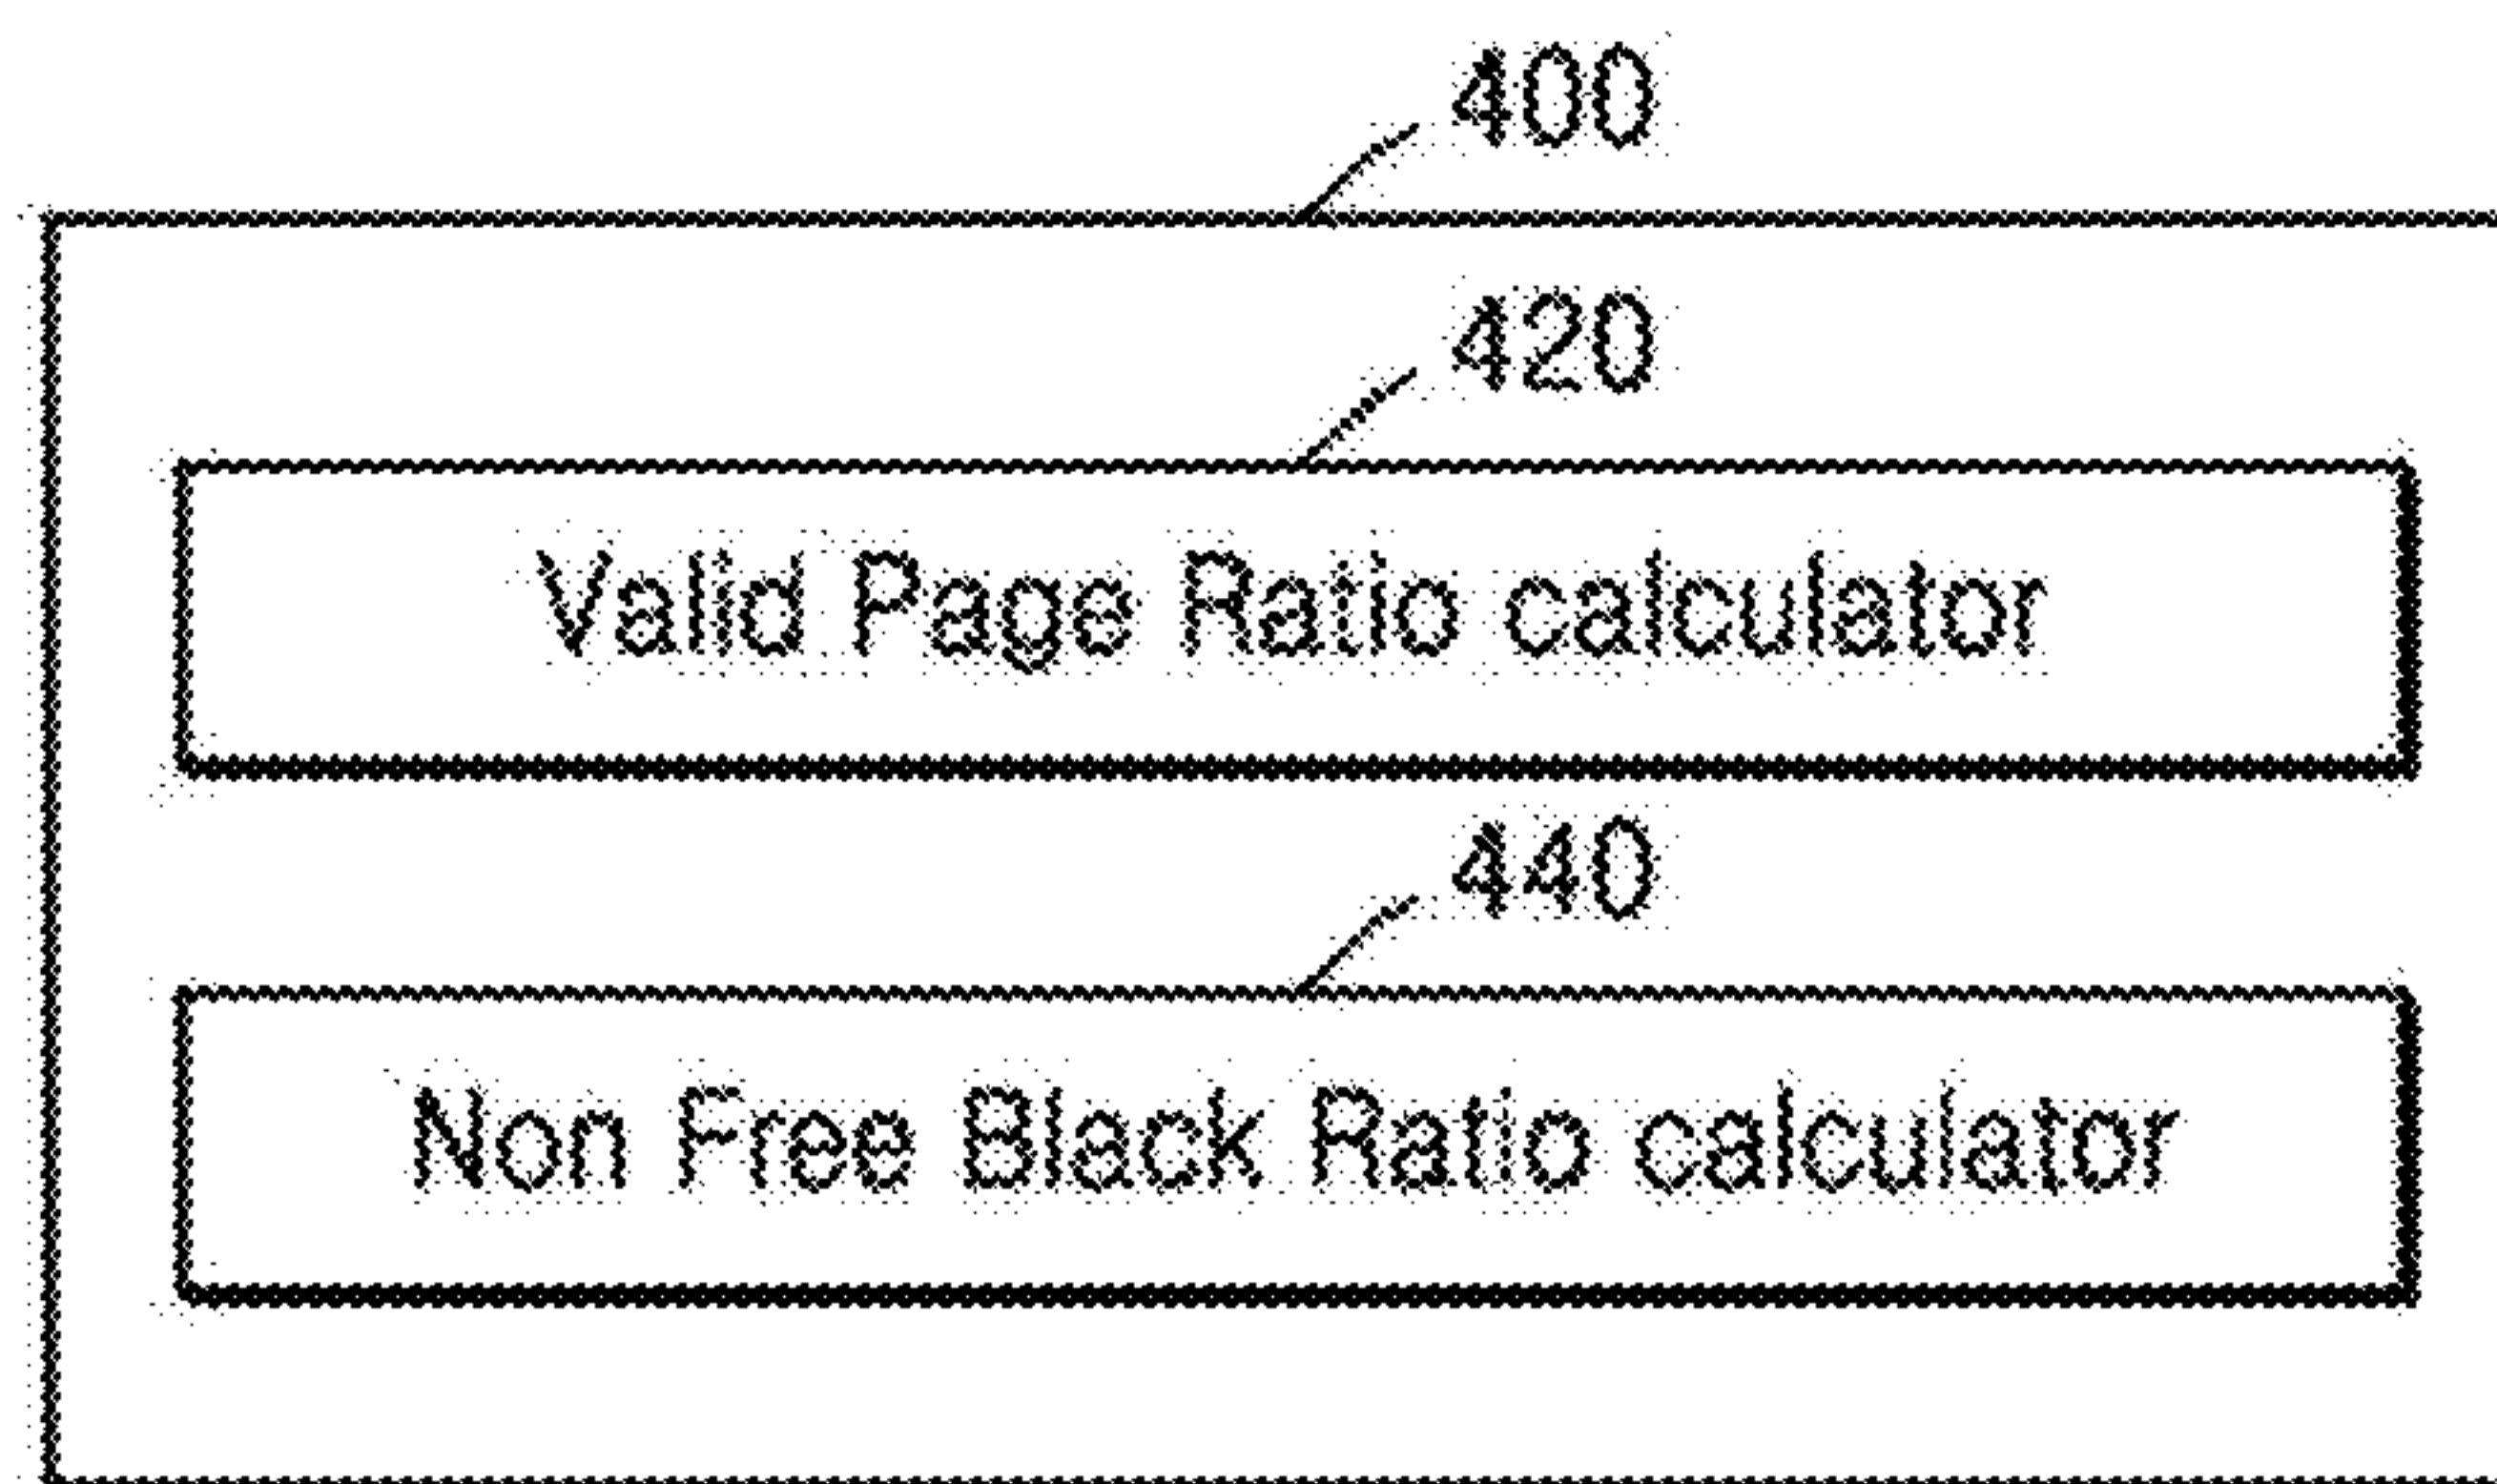 400
420
Valid Page Ratio calculator
440
Non Free Black Ratio calculator